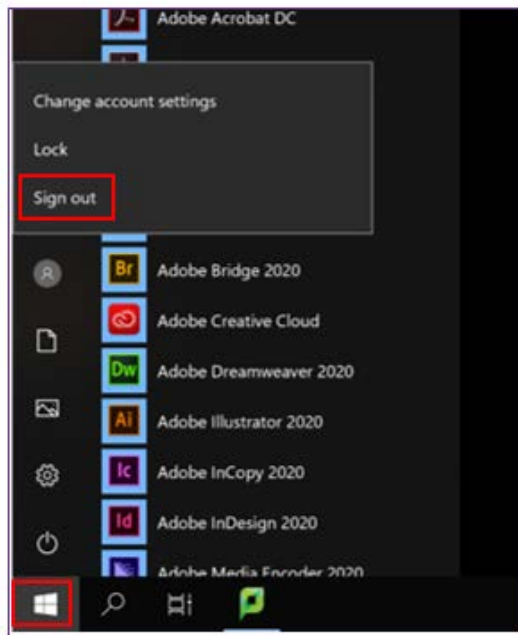 Adobe Acrobat DC
Change account settings
Lock
Sign out
Br Adobe Bridge 2020
Adobe Creative Cloud
Dw Adobe Dreamweaver 2020
Ai Adobe Illustrator 2020
Ic Adobe InCopy 2020
Id Adobe InDesign 2020
Adobe Media Encoder 2020